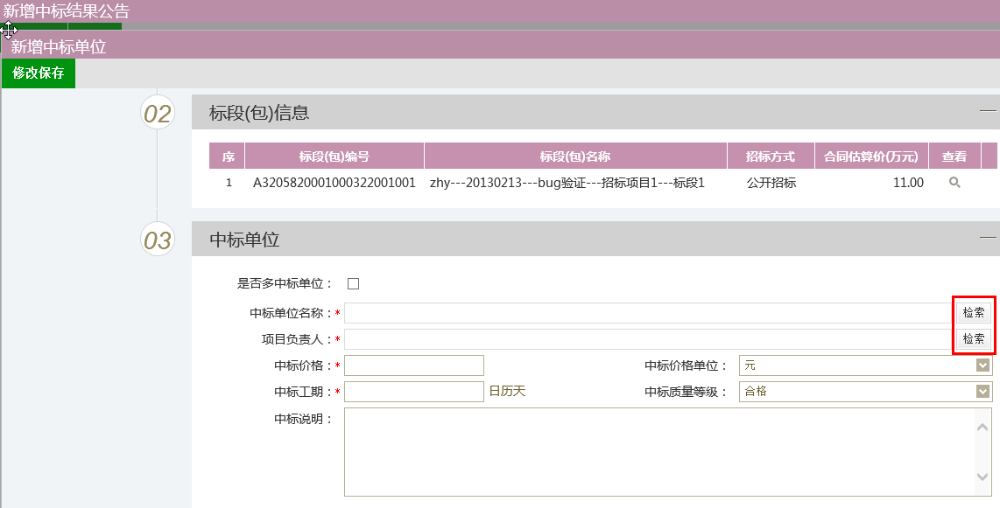 新增中标结果公告
新增中标单位
修改保存
02 标段(包)信息
序 标段(包)编号 标段(包)名称 招标方式 合同估算价(万元) 查看
1 A3205820001000322001001 zhy---20130213---bug验证---招标项目1---标段1 公开招标 11.00
03 中标单位
是否多中标单位：
中标单位名称：* 检索
项目负责人：* 检索
中标价格：* 中标价格单位： 元
中标工期：* 日历天 中标质量等级： 合格
中标说明：